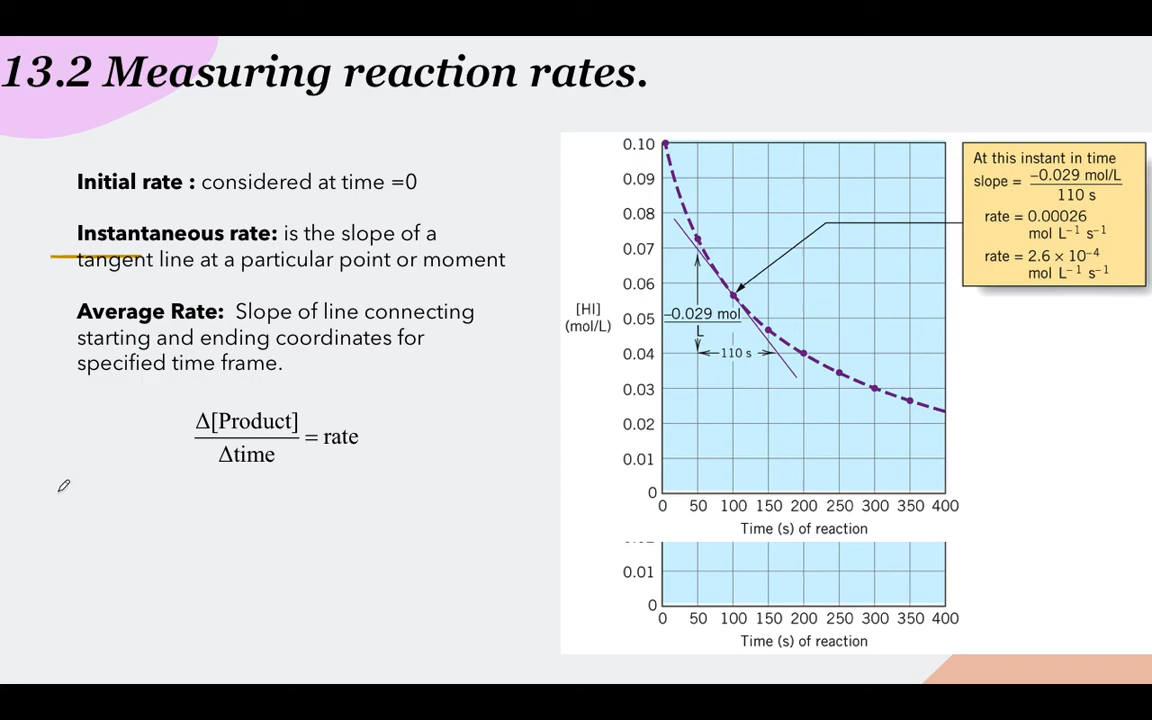 13.2 Measuring reaction rates.
Initial rate : considered at time =0
Instantaneous rate: is the slope of a
tangent line at a particular point or moment
Average Rate:  Slope of line connecting
starting and ending coordinates for
specified time frame.
Δ[Product]
Δtime
= rate
[HI]
(mol/L)
0.10
0.09
0.08
0.07
0.06
0.05
0.04
0.03
0.02
0.01
0
−0.029 mol
L
110 s
0 50 100 150 200 250 300 350 400
Time (s) of reaction
At this instant in time
slope = −0.029 mol/L
110 s
rate = 0.00026
mol L⁻¹ s⁻¹
rate = 2.6 × 10⁻⁴
mol L⁻¹ s⁻¹
0.01
0
0 50 100 150 200 250 300 350 400
Time (s) of reaction